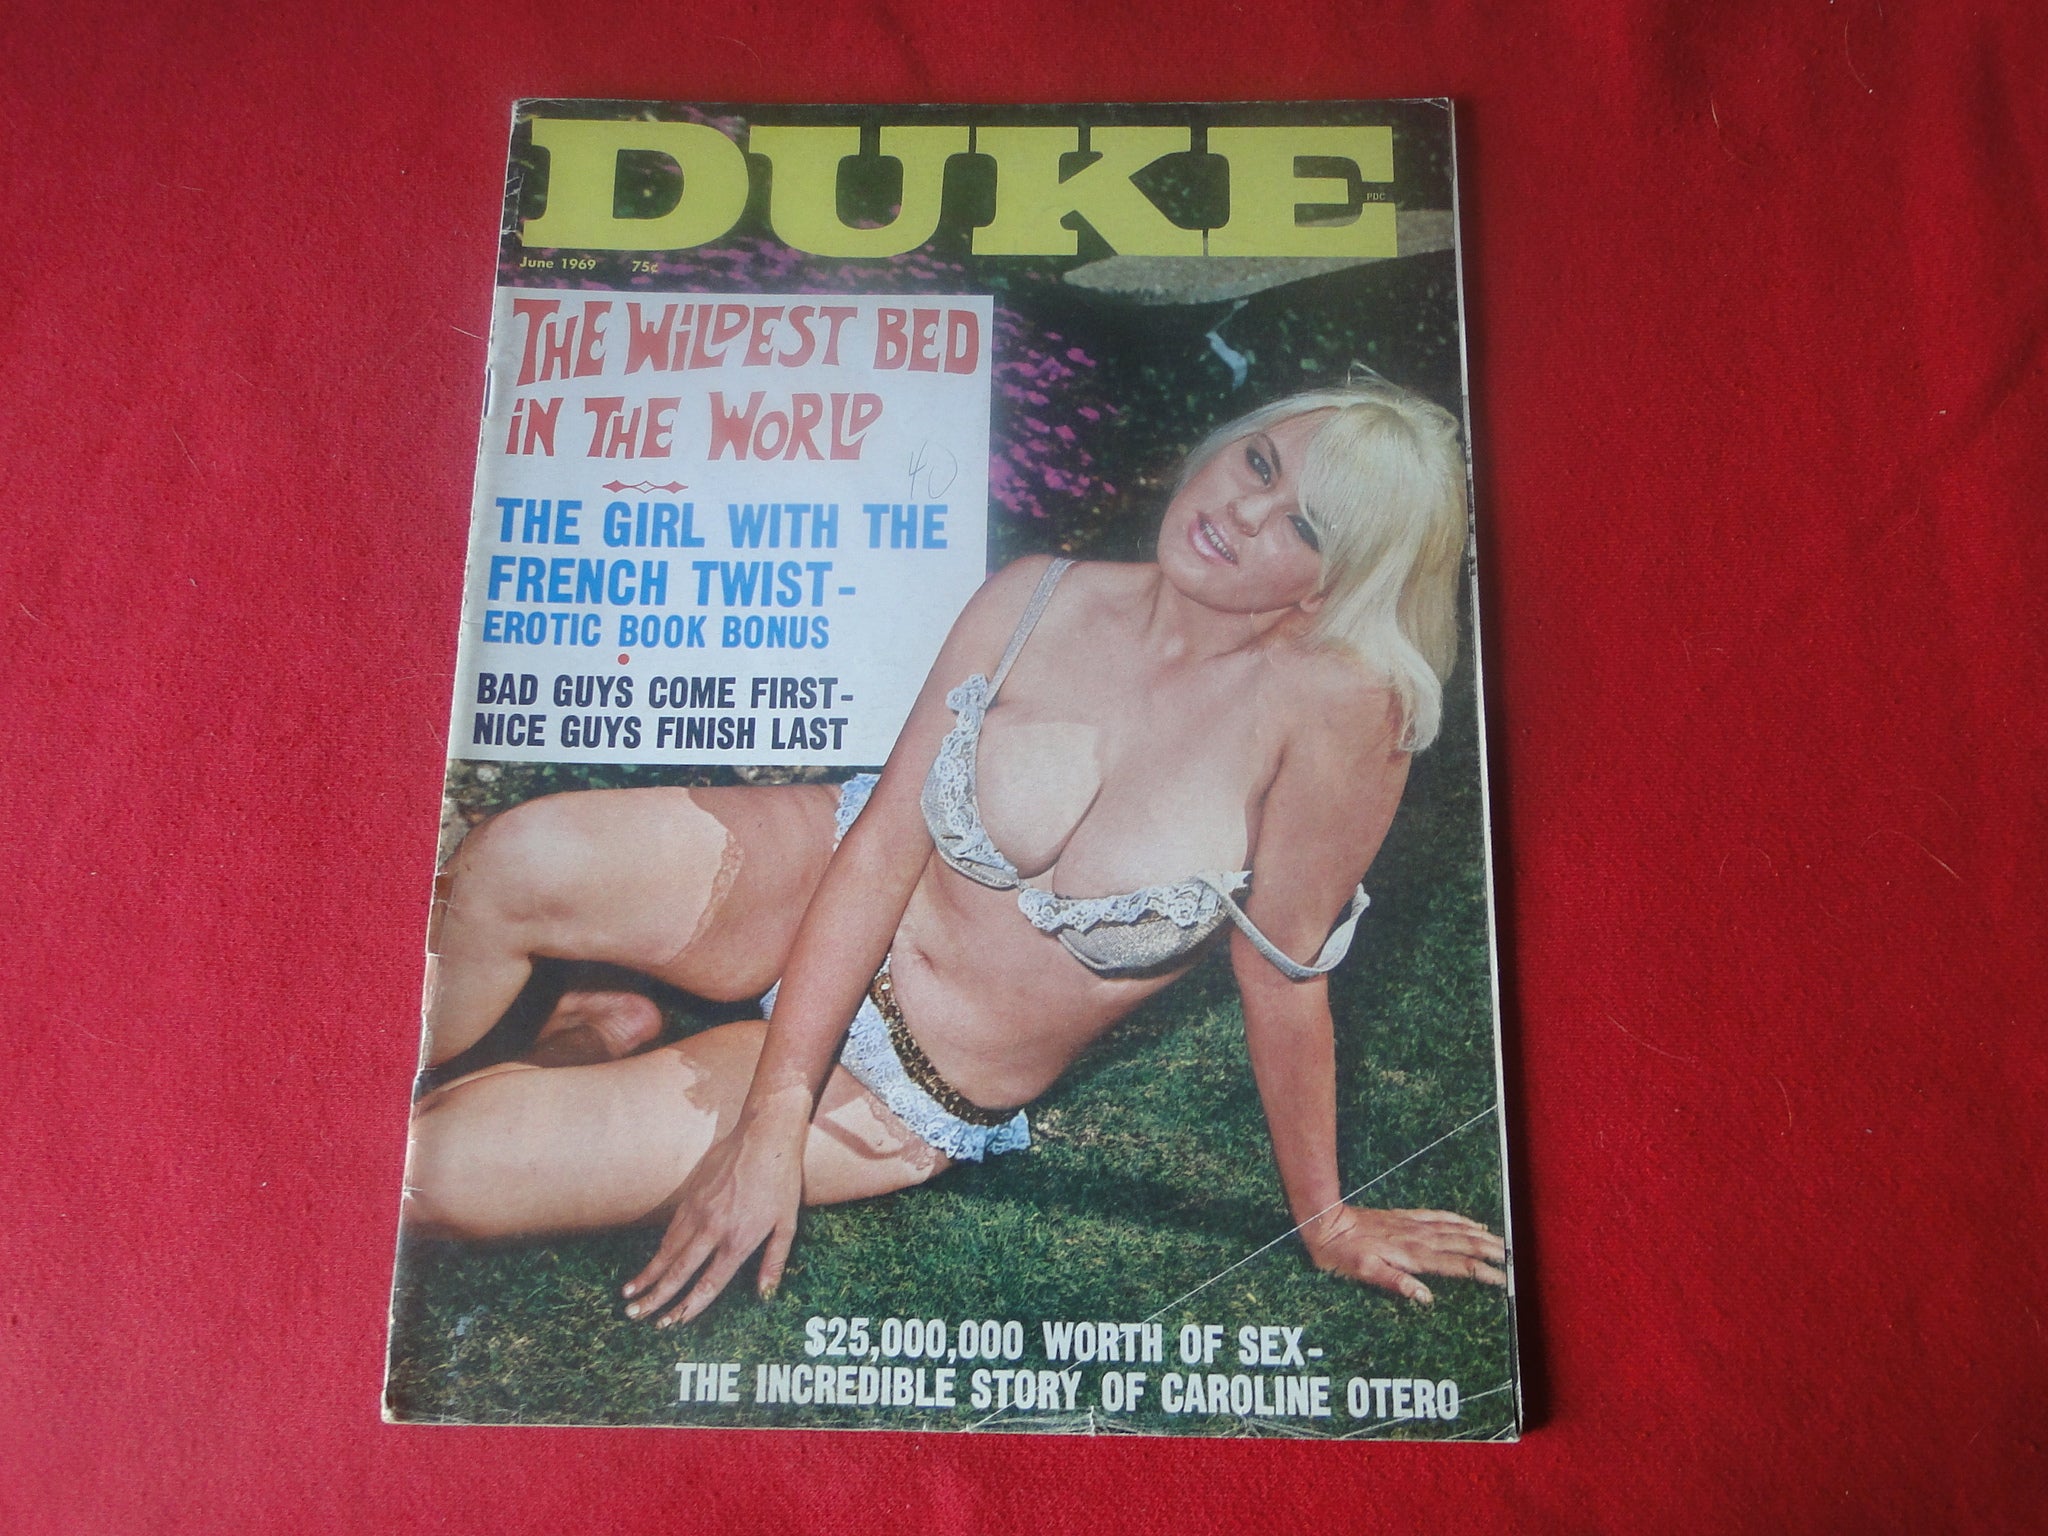 DUKE
PDC
June 1969 75¢
THE WILDEST BED
IN THE WORLD
40
THE GIRL WITH THE
FRENCH TWIST-
EROTIC BOOK BONUS
BAD GUYS COME FIRST-
NICE GUYS FINISH LAST
$25,000,000 WORTH OF SEX-
THE INCREDIBLE STORY OF CAROLINE OTERO